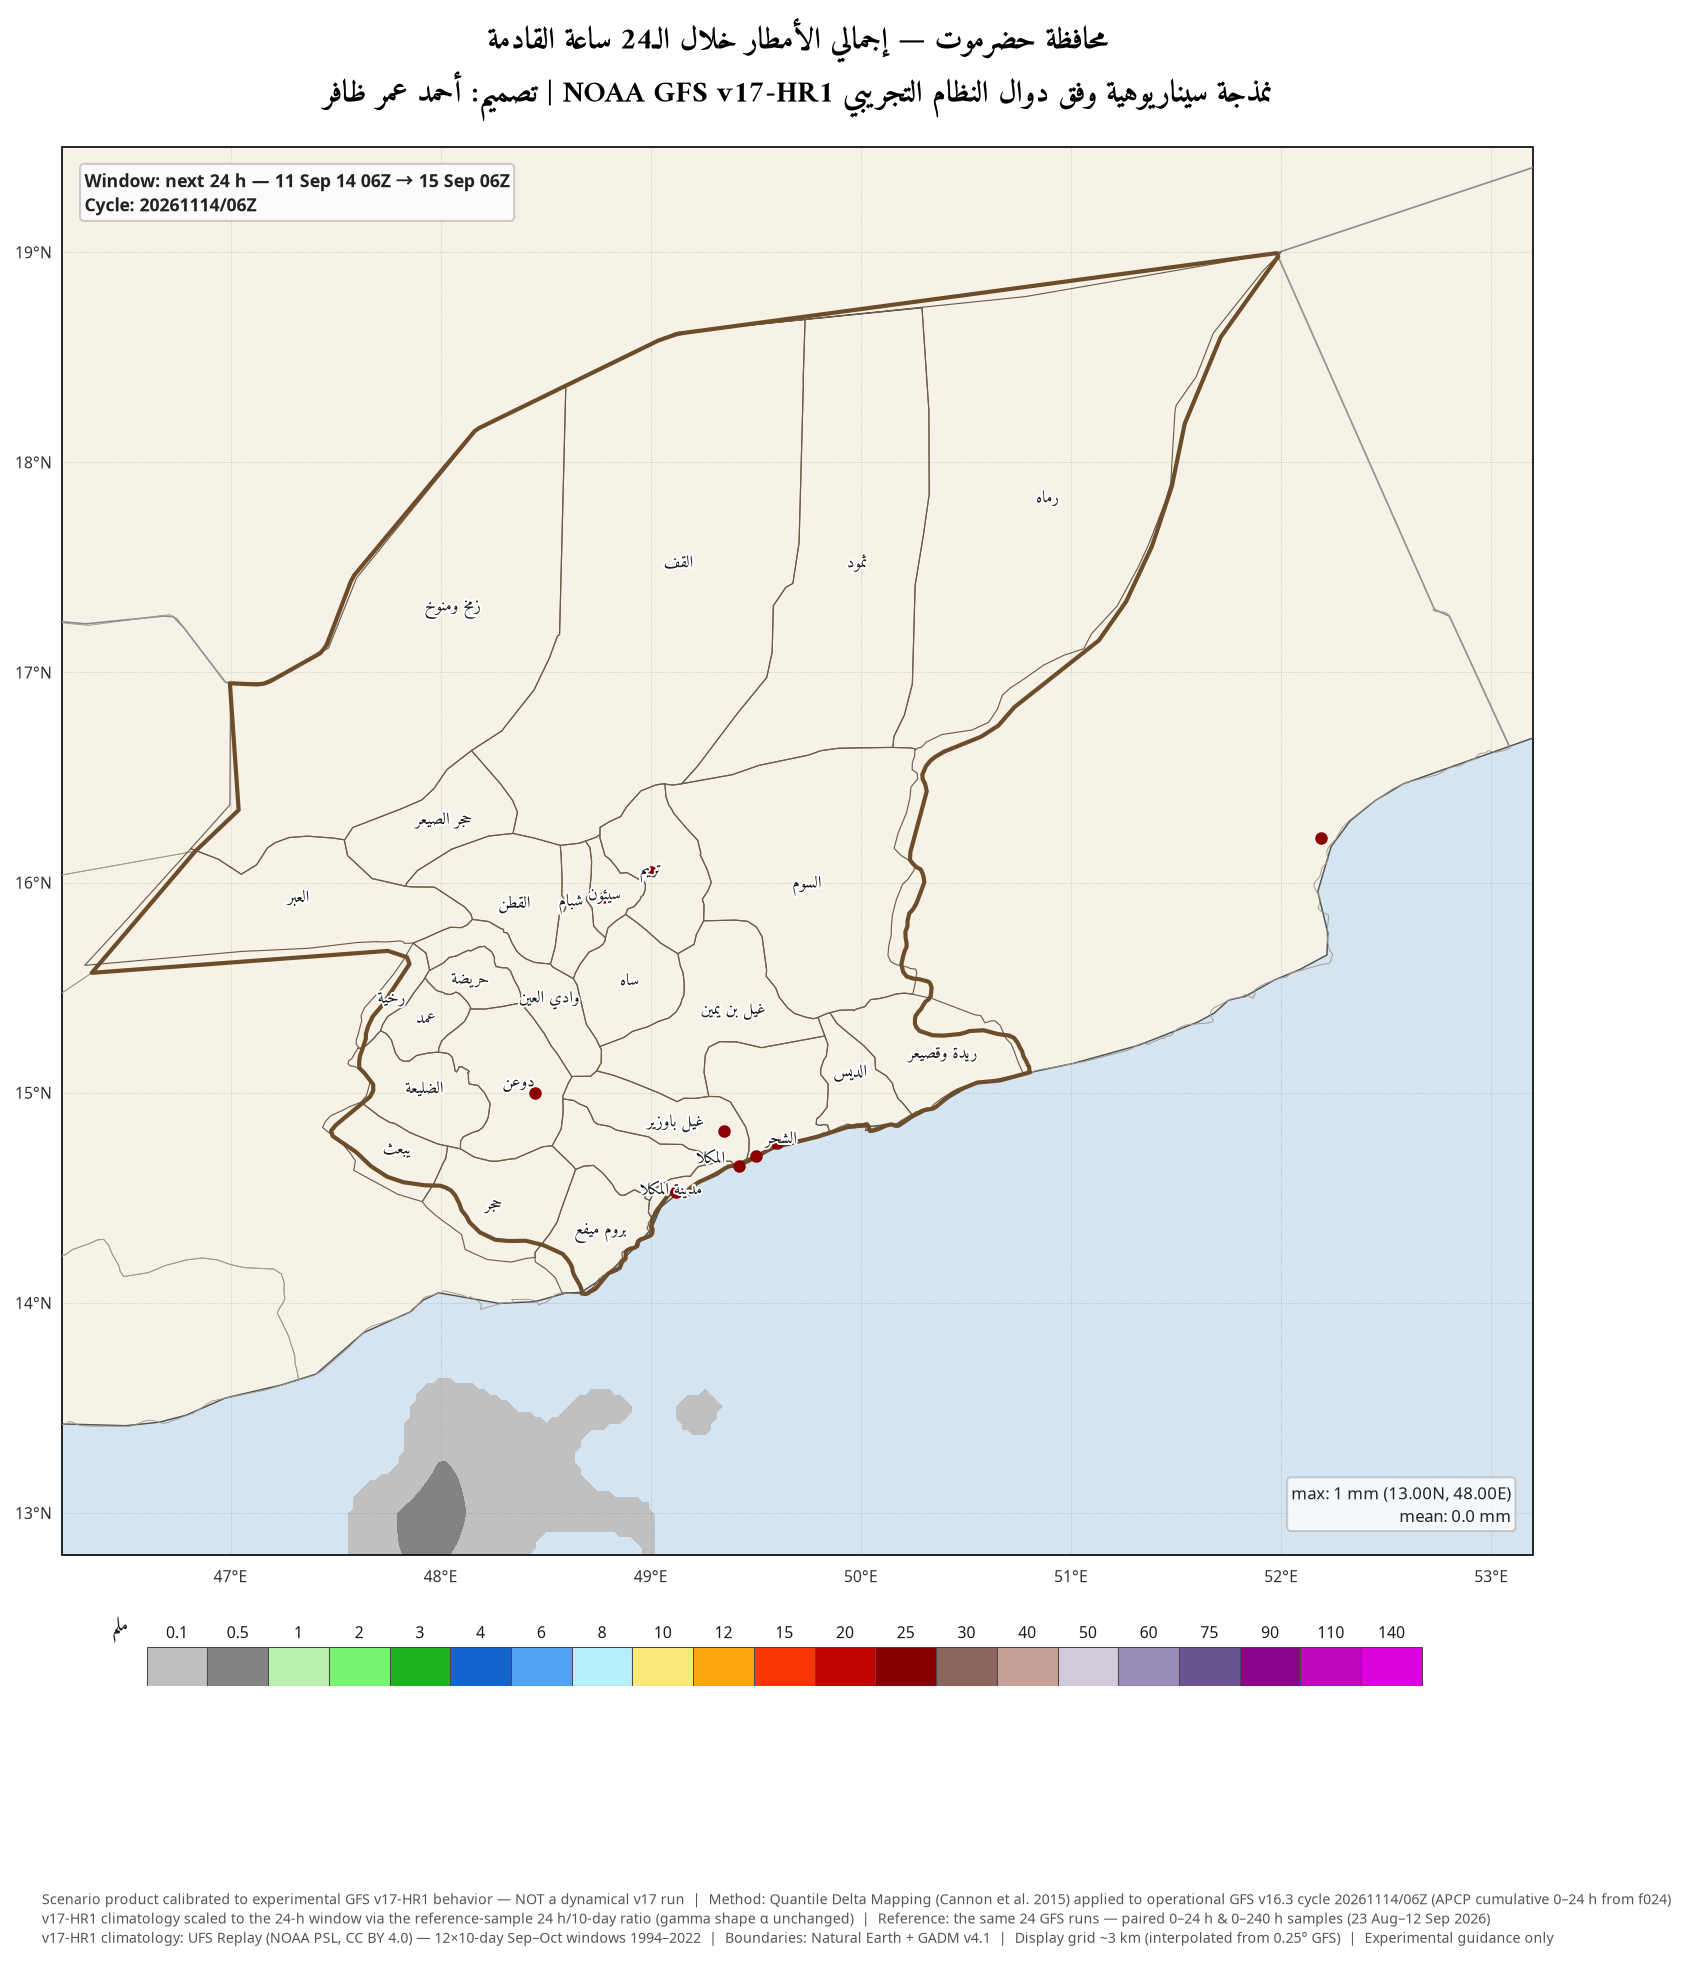 محافظة حضرموت — إجمالي الأمطار خلال الـ24 ساعة القادمة
نمذجة سيناريوهية وفق دوال النظام التجريبي NOAA GFS v17-HR1 | تصميم: أحمد عمر ظافر
Window: next 24 h — 11 Sep 14 06Z → 15 Sep 06Z
Cycle: 20261114/06Z
19°N
18°N
رماه
القف
ثمود
زمخ ومنوخ
17°N
حجر الصيعر
تريم
16°N
السوم
العبر
القطن
شبام
سيئون
حريضة
ساه
رخية
وادي العين
غيل بن يمين
عمد
ريدة وقصيعر
الديس
15°N
دوعن
الضليعة
غيل باوزير
الشحر
يبعث
المكلا
مدينة المكلا
حجر
بروم ميفع
14°N
13°N
max: 1 mm (13.00N, 48.00E)
mean: 0.0 mm
47°E 48°E 49°E 50°E 51°E 52°E 53°E
ملم
0.1 0.5 1 2 3 4 6 8 10 12 15 20 25 30 40 50 60 75 90 110 140
Scenario product calibrated to experimental GFS v17-HR1 behavior — NOT a dynamical v17 run | Method: Quantile Delta Mapping (Cannon et al. 2015) applied to operational GFS v16.3 cycle 20261114/06Z (APCP cumulative 0–24 h from f024)
v17-HR1 climatology scaled to the 24-h window via the reference-sample 24 h/10-day ratio (gamma shape α unchanged) | Reference: the same 24 GFS runs — paired 0–24 h & 0–240 h samples (23 Aug–12 Sep 2026)
v17-HR1 climatology: UFS Replay (NOAA PSL, CC BY 4.0) — 12×10-day Sep–Oct windows 1994–2022 | Boundaries: Natural Earth + GADM v4.1 | Display grid ~3 km (interpolated from 0.25° GFS) | Experimental guidance only